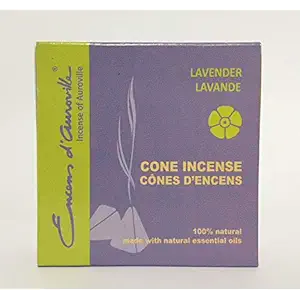 Encens d'Auroville®
Incense of Auroville
LAVENDER
LAVANDE
CONE INCENSE
CÔNES D'ENCENS
100% natural
made with natural essential oils